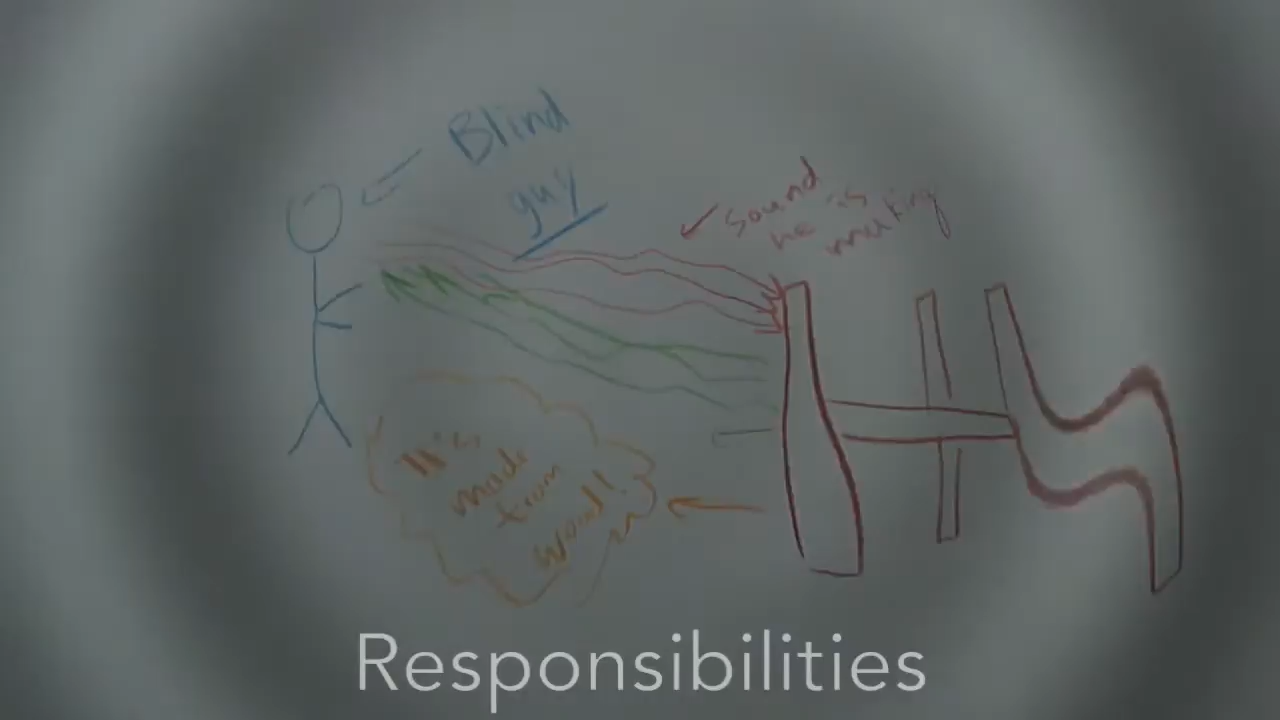 Blind
guy
Sound
he is
making
It's
made
from
wood!
Responsibilities